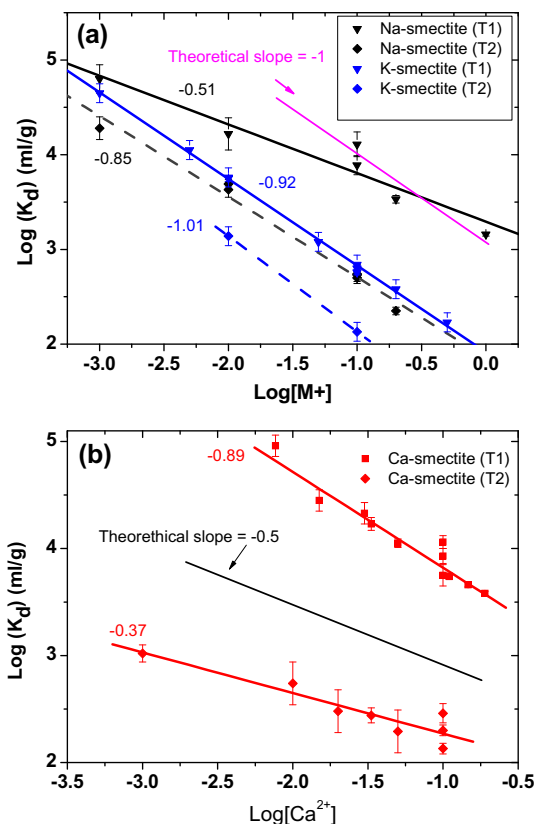 (a)
Na-smectite (T1)
Na-smectite (T2)
K-smectite (T1)
K-smectite (T2)
Theoretical slope = -1
-0.51
-0.85
-0.92
-1.01
Log (Kd) (ml/g)
5
4
3
2
-3.0 -2.5 -2.0 -1.5 -1.0 -0.5 0.0
Log[M+]
(b)
-0.89
Ca-smectite (T1)
Ca-smectite (T2)
Theorethical slope = -0.5
-0.37
Log (Kd) (ml/g)
5
4
3
2
-3.5 -3.0 -2.5 -2.0 -1.5 -1.0 -0.5
Log[Ca2+]